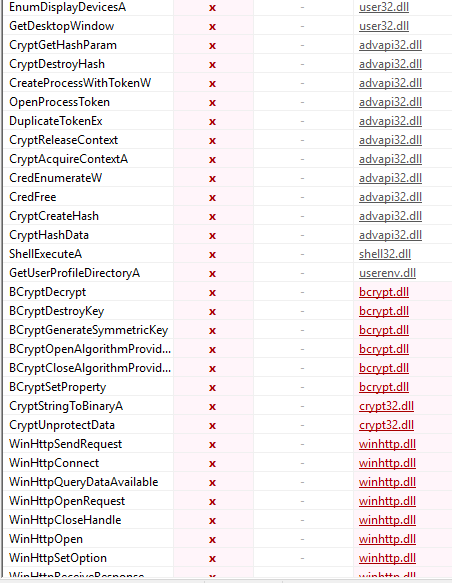 EnumDisplayDevicesA x - user32.dll
GetDesktopWindow x - user32.dll
CryptGetHashParam x - advapi32.dll
CryptDestroyHash x - advapi32.dll
CreateProcessWithTokenW x - advapi32.dll
OpenProcessToken x - advapi32.dll
DuplicateTokenEx x - advapi32.dll
CryptReleaseContext x - advapi32.dll
CryptAcquireContextA x - advapi32.dll
CredEnumerateW x - advapi32.dll
CredFree x - advapi32.dll
CryptCreateHash x - advapi32.dll
CryptHashData x - advapi32.dll
ShellExecuteA x - shell32.dll
GetUserProfileDirectoryA x - userenv.dll
BCryptDecrypt x - bcrypt.dll
BCryptDestroyKey x - bcrypt.dll
BCryptGenerateSymmetricKey x - bcrypt.dll
BCryptOpenAlgorithmProvid... x - bcrypt.dll
BCryptCloseAlgorithmProvid... x - bcrypt.dll
BCryptSetProperty x - bcrypt.dll
CryptStringToBinaryA x - crypt32.dll
CryptUnprotectData x - crypt32.dll
WinHttpSendRequest x - winhttp.dll
WinHttpConnect x - winhttp.dll
WinHttpQueryDataAvailable x - winhttp.dll
WinHttpOpenRequest x - winhttp.dll
WinHttpCloseHandle x - winhttp.dll
WinHttpOpen x - winhttp.dll
WinHttpSetOption x - winhttp.dll
WinHttpReceiveResponse x - winhttp.dll